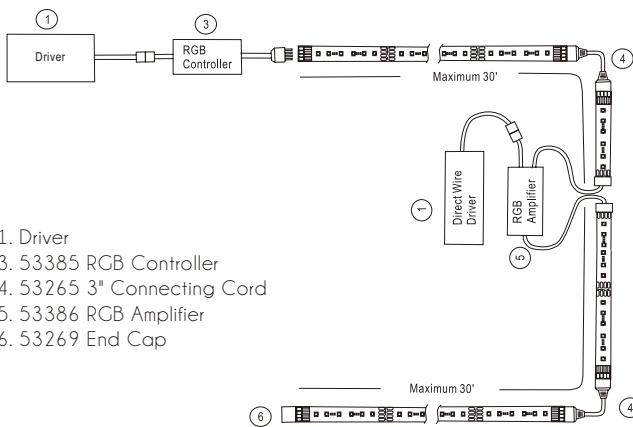 1
3
Driver
RGB
Controller
4
Maximum 30'
1
Direct Wire
Driver
RGB
Amplifier
5
1. Driver
3. 53385 RGB Controller
4. 53265 3" Connecting Cord
5. 53386 RGB Amplifier
6. 53269 End Cap
Maximum 30'
6
4